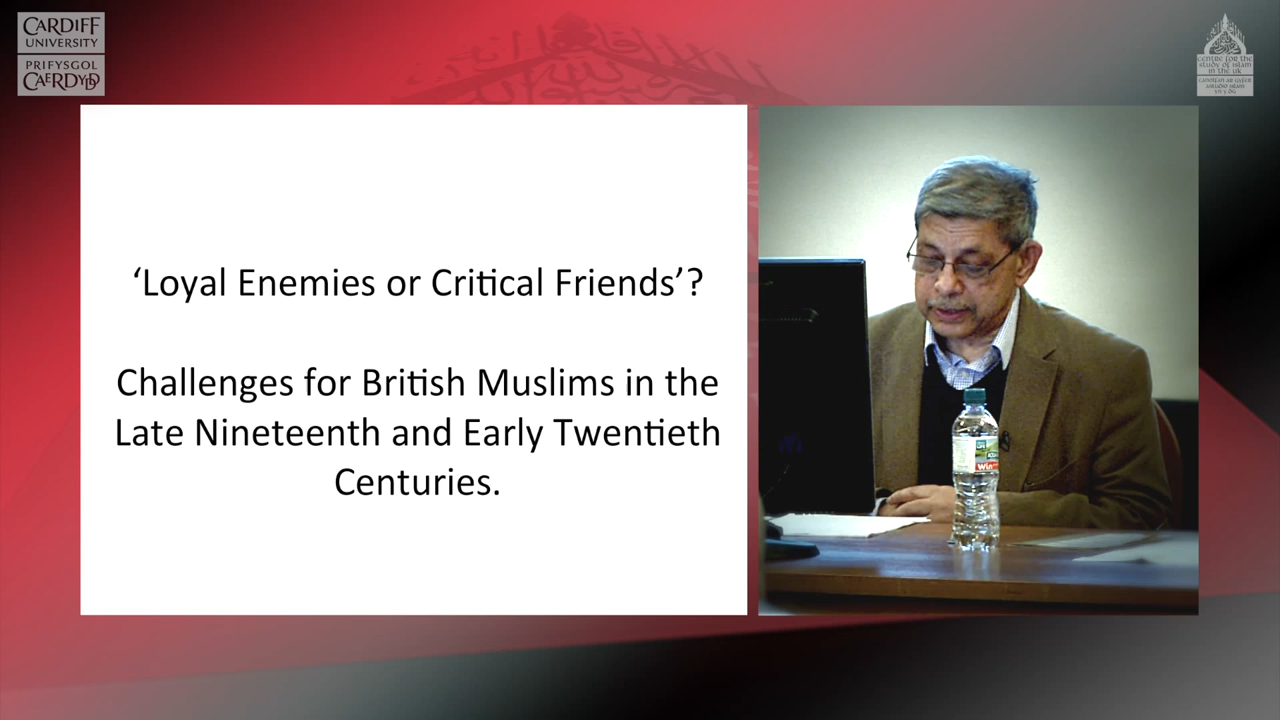 CARDIFF
UNIVERSITY
PRIFYSGOL
CAERDYDD
CENTRE FOR THE
STUDY OF ISLAM
IN THE UK
‘Loyal Enemies or Critical Friends’?
Challenges for British Muslims in the
Late Nineteenth and Early Twentieth
Centuries.
Win